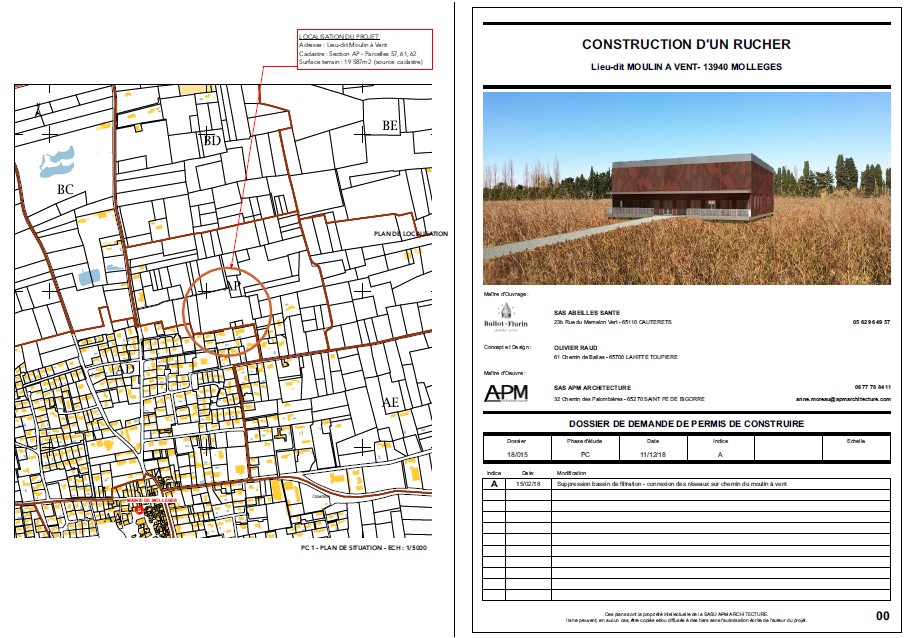 LOCALISATION DU PROJET
Adresse : Lieu-dit Moulin à Vent
Cadastre : Section AP - Parcelles 57, 61, 62
Surface terrain : 19 587m2 (source cadastre)
BE
BD
BC
PLAN DE LOCALISATION
AP
AD
AE
MAIRIE DE MOLLEGES
PC 1 - PLAN DE SITUATION - ECH : 1/5000
CONSTRUCTION D'UN RUCHER
Lieu-dit MOULIN A VENT- 13940 MOLLEGES
Maître d'Ouvrage :
Ballot-Flurin
SAS ABEILLES SANTE
23b Rue du Mamelon Vert - 65110 CAUTERETS
05 62 96 49 57
Concept et Design :
OLIVIER RAUD
61 Chemin de Ballas - 65700 LAHITTE TOUPIERE
Maître d'Oeuvre :
APM
SAS APM ARCHITECTURE
06 77 78 84 11
32 Chemin des Palombières - 65270 SAINT PE DE BIGORRE
anne.moreau@apmarchitecture.com
DOSSIER DE DEMANDE DE PERMIS DE CONSTRUIRE
Dossier Phase d'étude Date Indice Echelle
18/015 PC 11/12/18 A
Indice Date: Modification
A 15/02/18 Suppression bassin de filtration - connexion des réseaux sur chemin du moulin à vent
Ces plans sont la propriété intellectuelle de la SASU APM ARCHITECTURE.
Ils ne peuvent, en aucun cas, être copiés et/ou diffusés à des tiers sans l'autorisation écrite de l'auteur du projet.
00